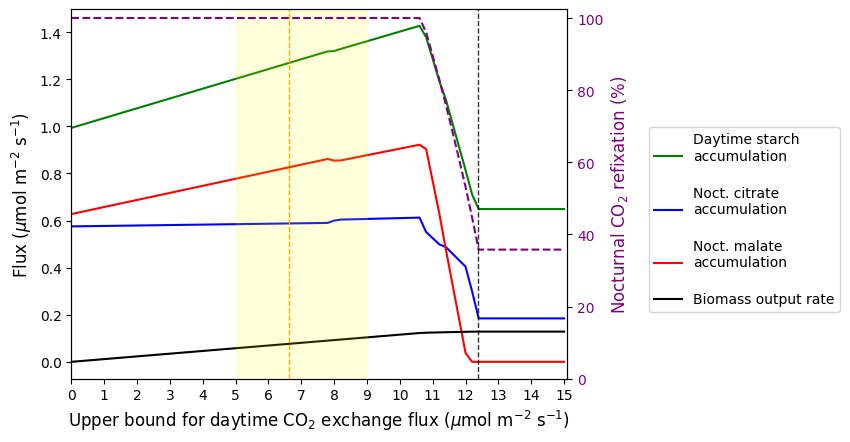 1.4
1.2
1.0
0.8
0.6
0.4
0.2
0.0
Flux (μmol m⁻² s⁻¹)
0 1 2 3 4 5 6 7 8 9 10 11 12 13 14 15
Upper bound for daytime CO₂ exchange flux (μmol m⁻² s⁻¹)
100
80
60
40
20
0
Nocturnal CO₂ refixation (%)
Daytime starch
accumulation
Noct. citrate
accumulation
Noct. malate
accumulation
Biomass output rate